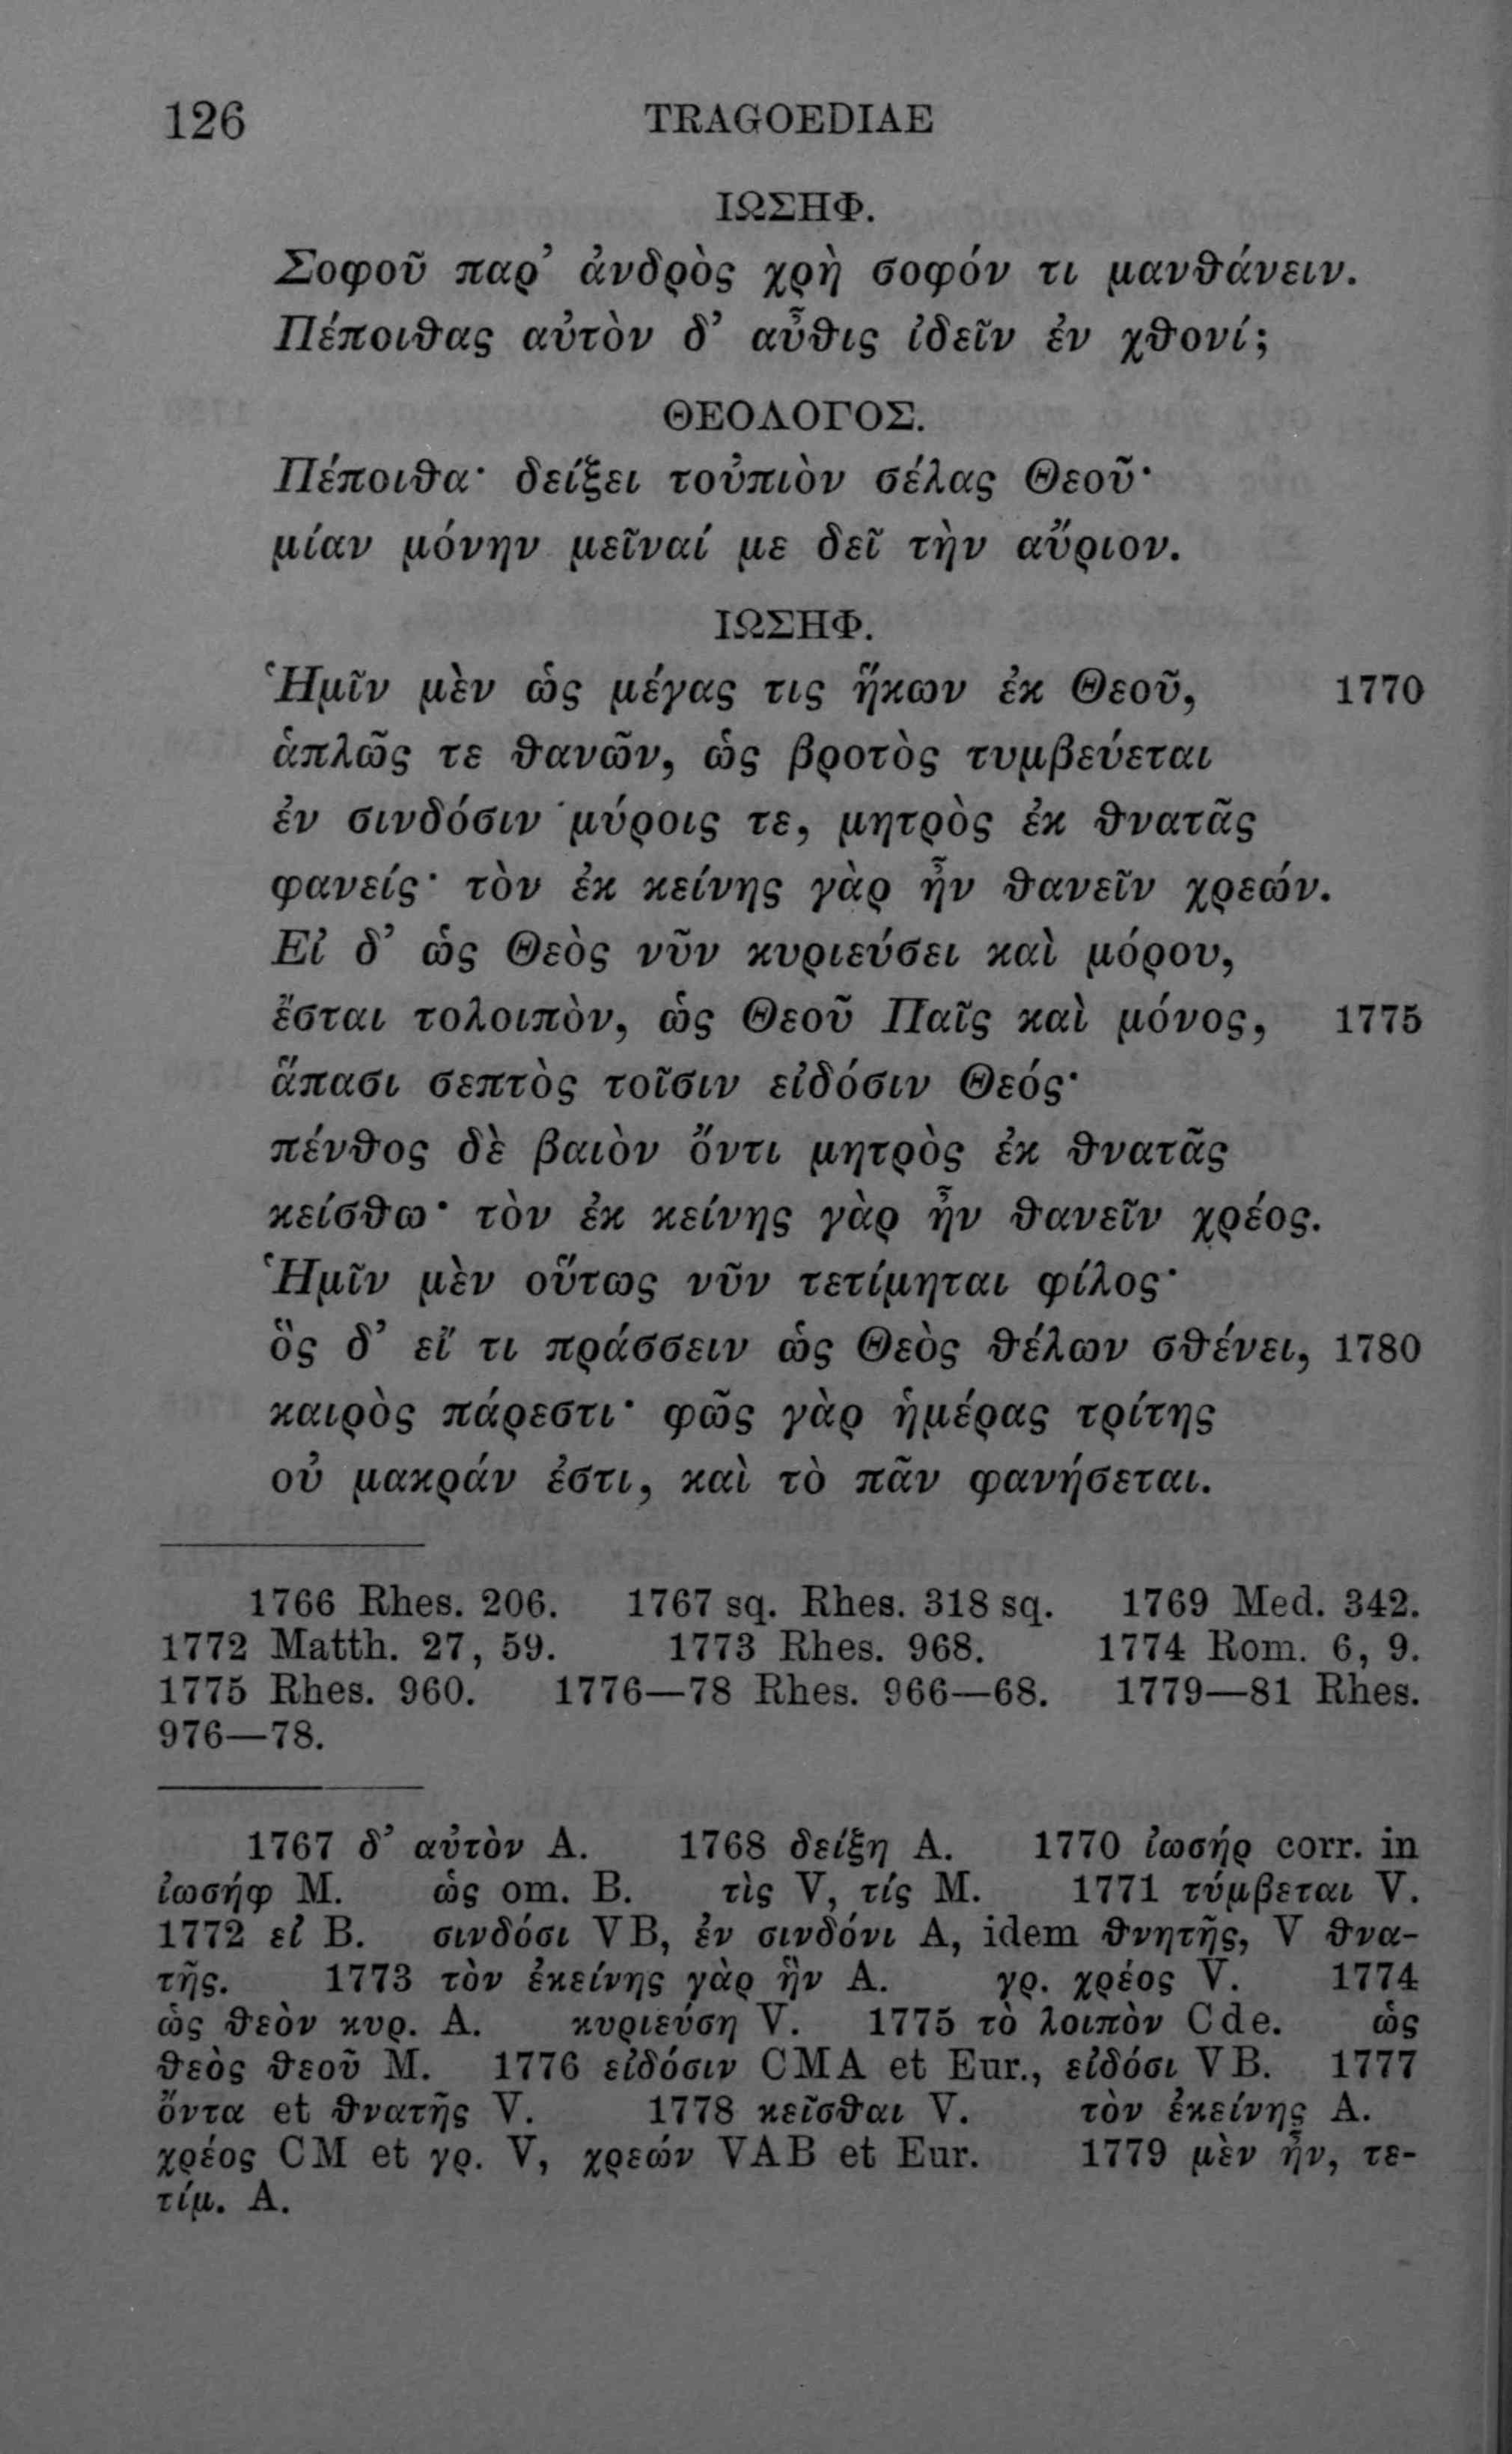 126 TRAGOEDIAE
ΙΩΣΗΦ.
Σοφοῦ παρ’ ἀνδρὸς χρὴ σοφόν τι μανθάνειν.
Πέποιθας αὐτὸν δ’ αὖθις ἰδεῖν ἐν χθονί;
ΘΕΟΛΟΓΟΣ.
Πέποιθα· δείξει τοὐπιὸν σέλας Θεοῦ·
μίαν μόνην μεῖναί με δεῖ τὴν αὔριον.
ΙΩΣΗΦ.
Ἡμῖν μὲν ὡς μέγας τις ἥκων ἐκ Θεοῦ, 1770
ἁπλῶς τε θανῶν, ὡς βροτὸς τυμβεύεται
ἐν σινδόσιν μύροις τε, μητρὸς ἐκ θνατᾶς
φανείς· τὸν ἐκ κείνης γὰρ ἦν θανεῖν χρεών.
Εἰ δ’ ὡς Θεὸς νῦν κυριεύσει καὶ μόρου,
ἔσται τολοιπὸν, ὡς Θεοῦ Παῖς καὶ μόνος, 1775
ἅπασι σεπτὸς τοῖσιν εἰδόσιν Θεός·
πένθος δὲ βαιὸν ὄντι μητρὸς ἐκ θνατᾶς
κείσθω· τὸν ἐκ κείνης γὰρ ἦν θανεῖν χρέος.
Ἡμῖν μὲν οὕτως νῦν τετίμηται φίλος·
ὃς δ’ εἴ τι πράσσειν ὡς Θεὸς θέλων σθένει, 1780
καιρὸς πάρεστι· φῶς γὰρ ἡμέρας τρίτης
οὐ μακράν ἐστι, καὶ τὸ πᾶν φανήσεται.
1766 Rhes. 206. 1767 sq. Rhes. 318 sq. 1769 Med. 342.
1772 Matth. 27, 59. 1773 Rhes. 968. 1774 Rom. 6, 9.
1775 Rhes. 960. 1776—78 Rhes. 966—68. 1779—81 Rhes.
976—78.
1767 δ’ αὐτὸν A. 1768 δείξη A. 1770 ἰωσήρ corr. in
ἰωσήφ M. ὡς om. B. τὶς V, τίς M. 1771 τύμβεται V.
1772 εἰ B. σινδόσι VB, ἐν σινδόνι A, idem θνητῆς, V θνα-
τῆς. 1773 τὸν ἐκείνης γὰρ ἢν A. γρ. χρέος V. 1774
ὡς θεὸν κυρ. A. κυριεύση V. 1775 τὸ λοιπὸν Cde. ὡς
θεὸς θεοῦ M. 1776 εἰδόσιν CMA et Eur., εἰδόσι VB. 1777
ὄντα et θνατῆς V. 1778 κεῖσθαι V. τὸν ἐκείνης A.
χρέος CM et γρ. V, χρεών VAB et Eur. 1779 μὲν ἦν, τε-
τίμ. A.